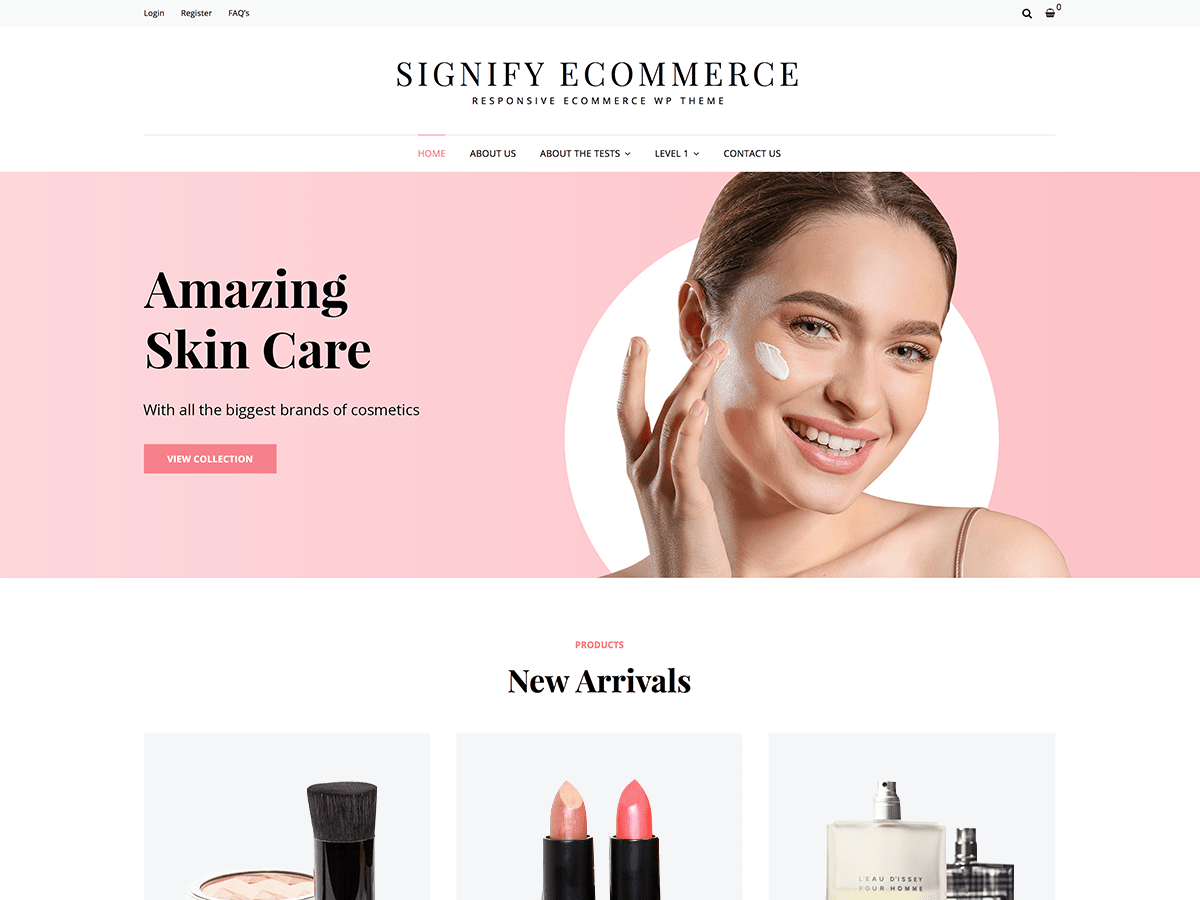 Login Register FAQ's
0
SIGNIFY ECOMMERCE
RESPONSIVE ECOMMERCE WP THEME
HOME ABOUT US ABOUT THE TESTS LEVEL 1 CONTACT US
Amazing
Skin Care
With all the biggest brands of cosmetics
VIEW COLLECTION
PRODUCTS
New Arrivals
L'EAU D'ISSEY
POUR HOMME